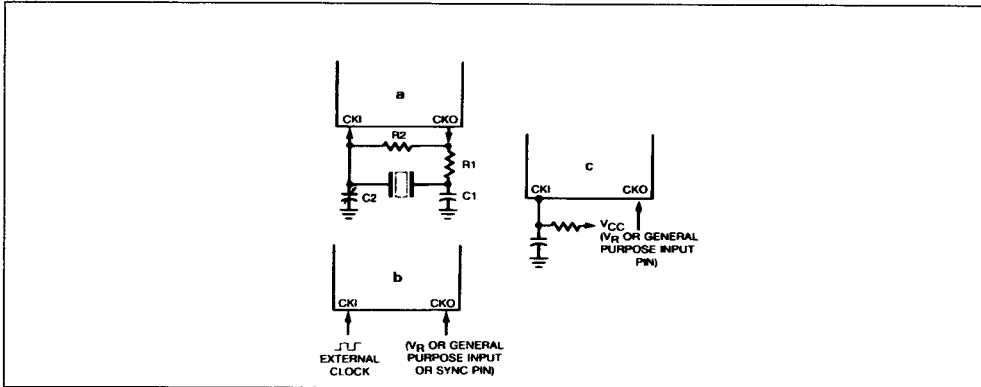 a
CKI CKO
R2
R1
C2 C1
b
CKI CKO
EXTERNAL
CLOCK
(VR OR GENERAL
PURPOSE INPUT
OR SYNC PIN)
c
CKI CKO
VCC
(VR OR GENERAL
PURPOSE INPUT
PIN)